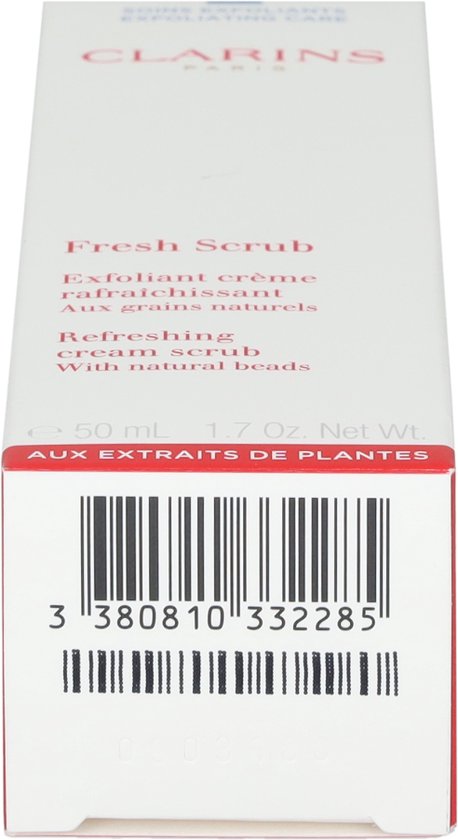 SOINS EXFOLIANTS
EXFOLIATING CARE
CLARINS
PARIS
Fresh Scrub
Exfoliant crème
rafraîchissant
Aux grains naturels
Refreshing
cream scrub
With natural beads
℮ 50 mL 1.7 Oz. Net Wt.
AUX EXTRAITS DE PLANTES
3 380810 332285